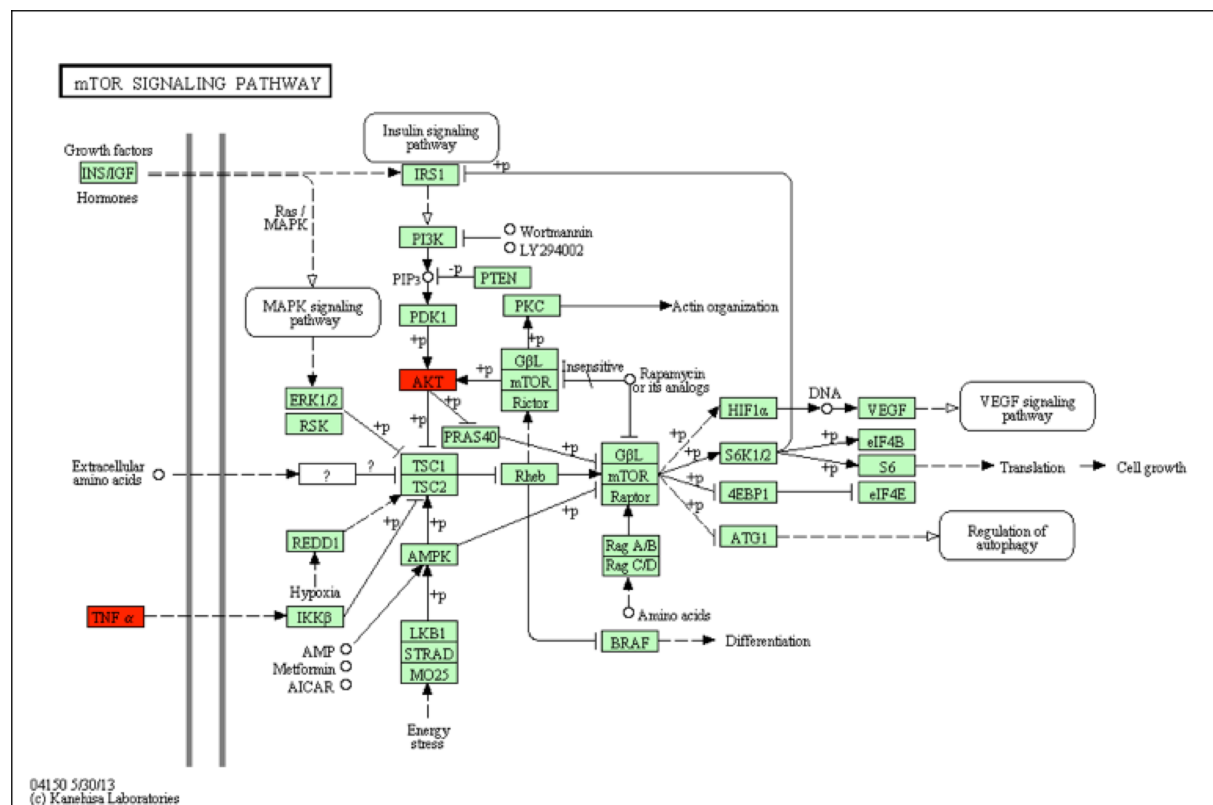 mTOR SIGNALING PATHWAY
Insulin signaling
pathway
Growth factors
INS/IGF
Hormones
IRS1
+p
Ras /
MAPK
PI3K
Wortmannin
LY294002
PIP3
-p
PTEN
MAPK signaling
pathway
PDK1
PKC
Actin organization
+p
+p
GβL
mTOR
Rictor
Insensitive
Rapamycin
or its analogs
AKT
+p
+p
+p
ERK1/2
RSK
+p
PRAS40
+p
HIF1α
DNA
VEGF
VEGF signaling
pathway
+p
Extracellular
amino acids
?
?
TSC1
TSC2
Rheb
GβL
mTOR
Raptor
+p
S6K1/2
+p
eIF4B
+p
S6
Translation
Cell growth
+p
4EBP1
eIF4E
+p
ATG1
Regulation of
autophagy
REDD1
+p
+p
AMPK
+p
Rag A/B
Rag C/D
Hypoxia
TNF α
IKKβ
+p
Amino acids
AMP
Metformin
AICAR
LKB1
STRAD
MO25
BRAF
Differentiation
Energy
stress
04150 5/30/13
(c) Kanehisa Laboratories